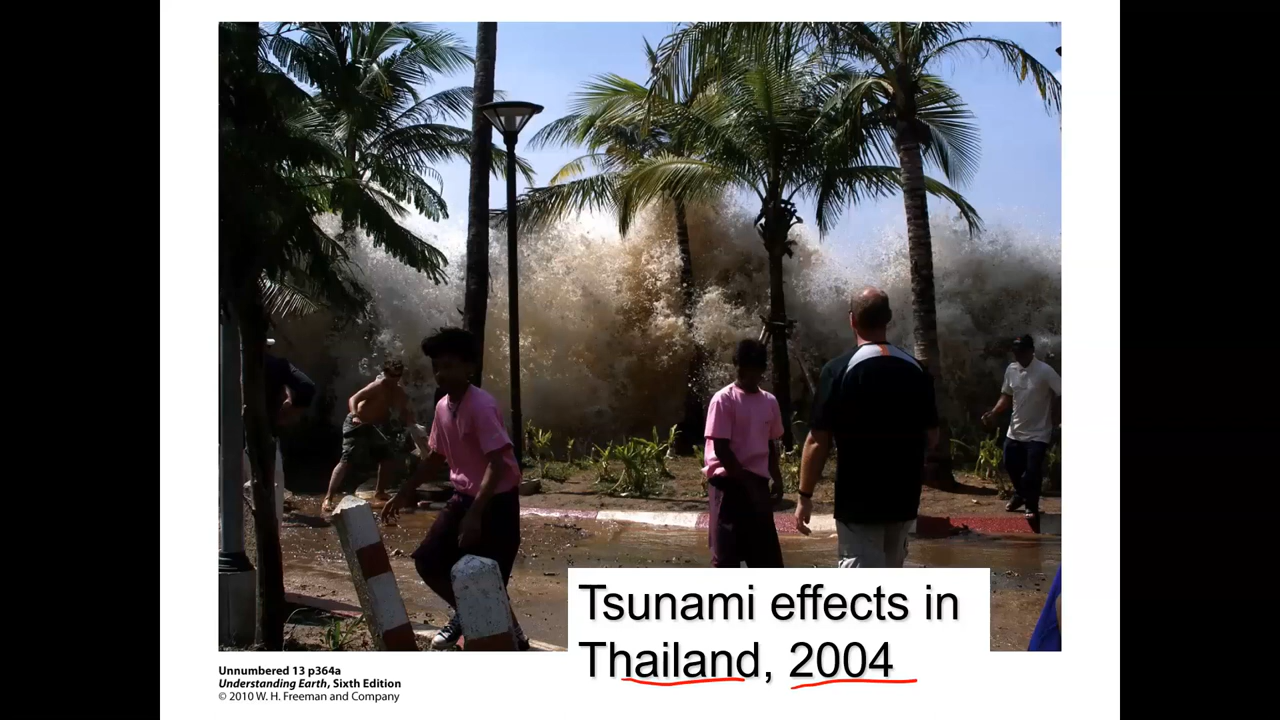 Tsunami effects in
Thailand, 2004
Unnumbered 13 p364a
Understanding Earth, Sixth Edition
© 2010 W. H. Freeman and Company